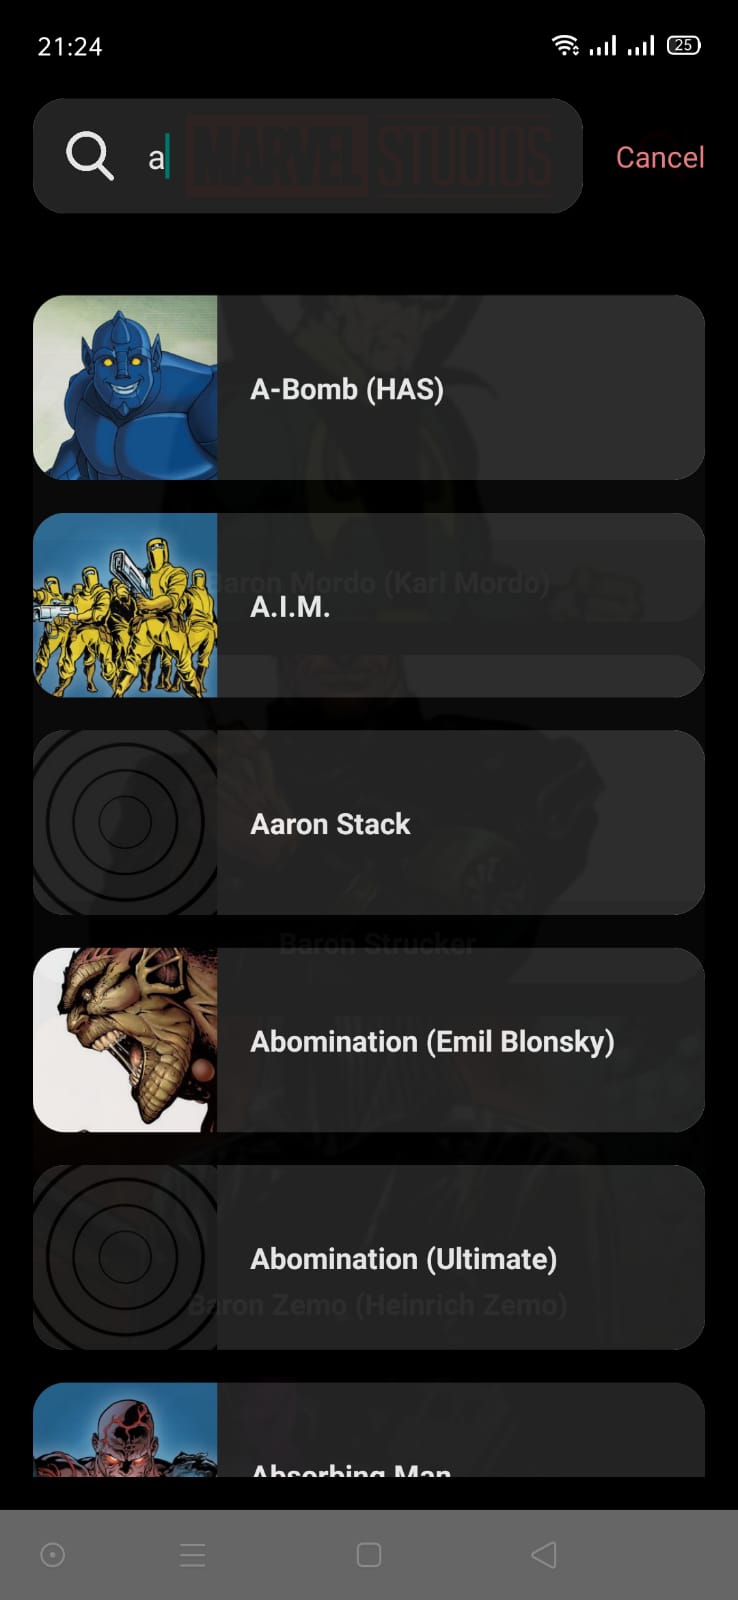 21:24
25
a
MARVEL STUDIOS
Cancel
A-Bomb (HAS)
Baron Mordo (Karl Mordo)
A.I.M.
Aaron Stack
Baron Strucker
Abomination (Emil Blonsky)
Abomination (Ultimate)
Baron Zemo (Heinrich Zemo)
Absorbing Man